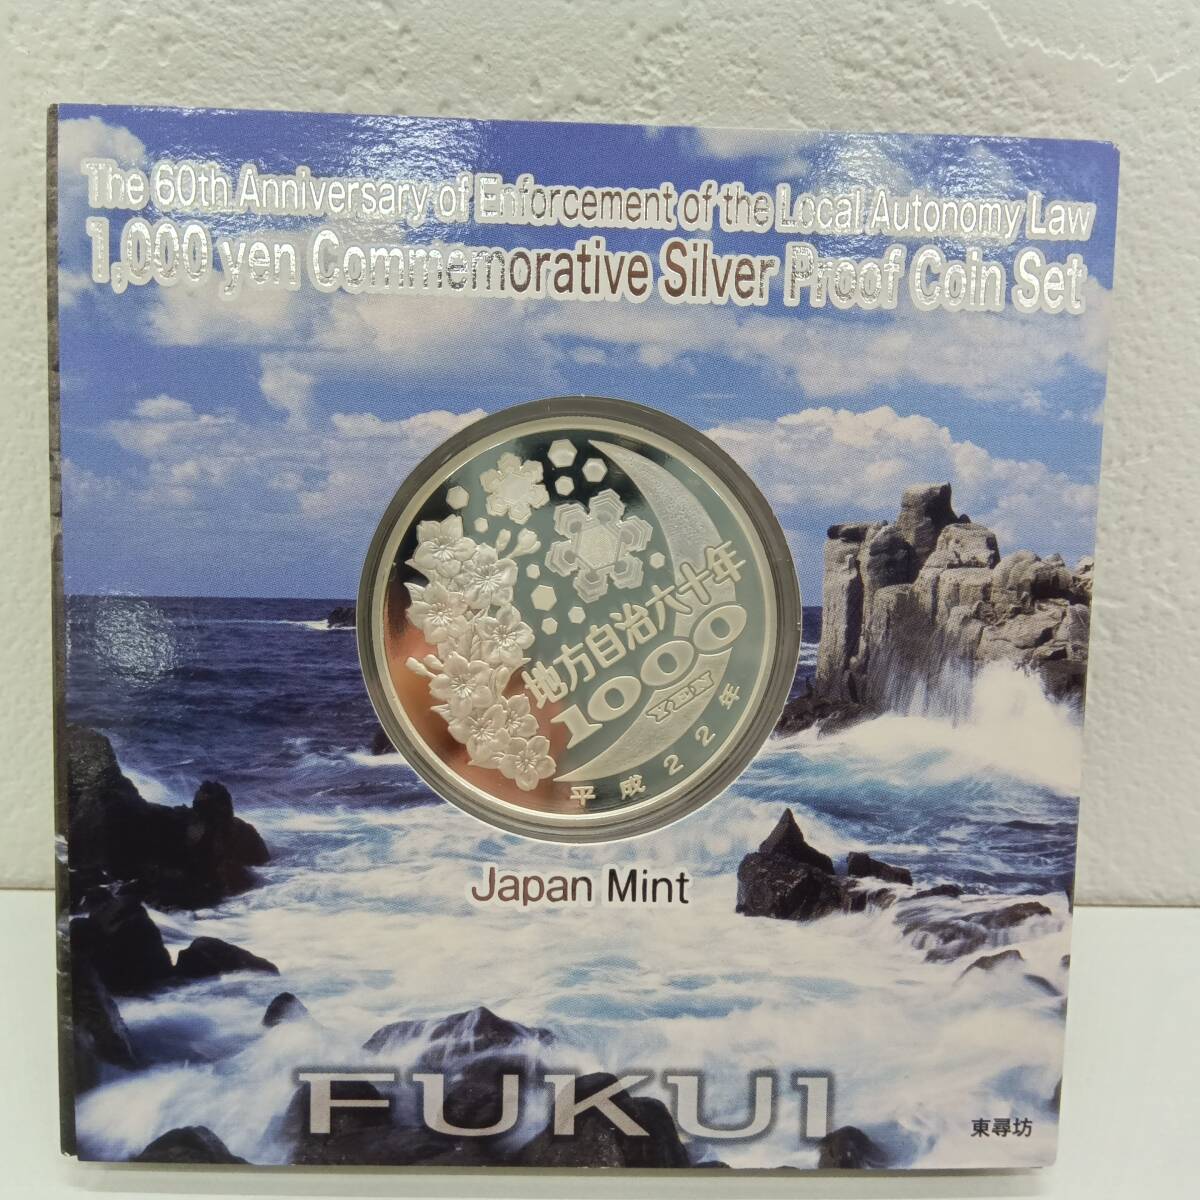 The 60th Anniversary of Enforcement of the Local Autonomy Law
1,000 yen Commemorative Silver Proof Coin Set
地方自治六十年
1000
YEN
平成22年
Japan Mint
FUKUI
東尋坊